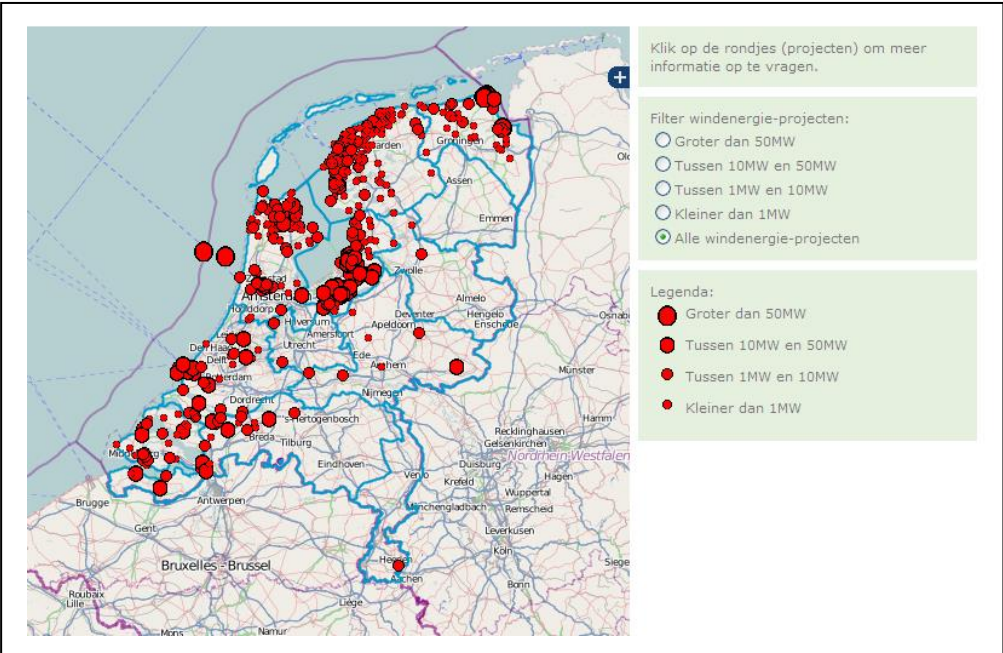 Klik op de rondjes (projecten) om meer
informatie op te vragen.
Filter windenergie-projecten:
Groter dan 50MW
Tussen 10MW en 50MW
Tussen 1MW en 10MW
Kleiner dan 1MW
Alle windenergie-projecten
Legenda:
Groter dan 50MW
Tussen 10MW en 50MW
Tussen 1MW en 10MW
Kleiner dan 1MW
+
Groningen
Assen
Emmen
Zwolle
Amsterdam
Almelo
Deventer
Hengelo
Enschede
Apeldoorn
Hilversum
Amersfoort
Utrecht
Ede
Arnhem
Den Haag
Delft
Rotterdam
Nijmegen
Münster
Dordrecht
's-Hertogenbosch
Breda
Tilburg
Hamm
Recklinghausen
Gelsenkirchen
Nordrhein-Westfalen
Eindhoven
Duisburg
Hagen
Venlo
Krefeld
Wuppertal
Brugge
Antwerpen
Mönchengladbach
Remscheid
Gent
Leverkusen
Köln
Bruxelles - Brussel
Heerlen
Aachen
Bonn
Roubaix
Lille
Liège
Mons
Namur